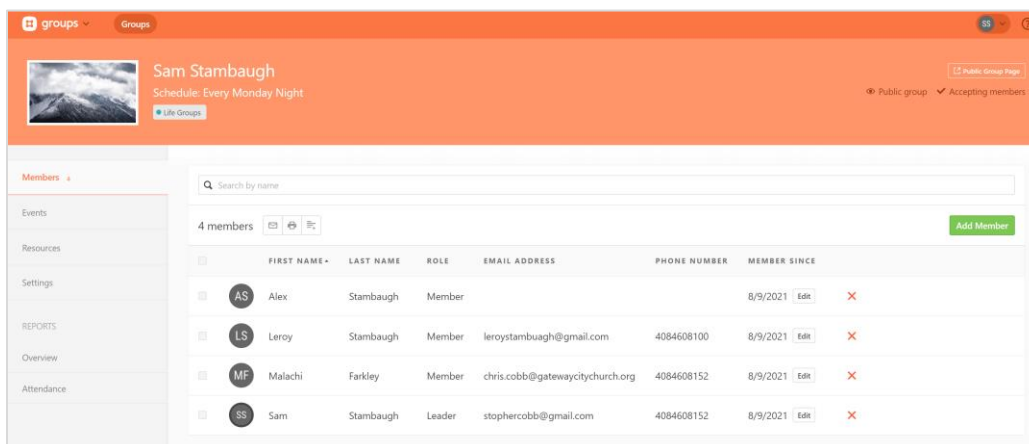 groups Groups SS
Sam Stambaugh
Public Group Page
Schedule: Every Monday Night
Public group Accepting members
Life Groups
Members 4
Search by name
Events
4 members Add Member
Resources
FIRST NAME LAST NAME ROLE EMAIL ADDRESS PHONE NUMBER MEMBER SINCE
Settings
AS Alex Stambaugh Member 8/9/2021 Edit
REPORTS
LS Leroy Stambaugh Member leroystambuagh@gmail.com 4084608100 8/9/2021 Edit
Overview
MF Malachi Farkley Member chris.cobb@gatewaycitychurch.org 4084608152 8/9/2021 Edit
Attendance
SS Sam Stambaugh Leader stophercobb@gmail.com 4084608152 8/9/2021 Edit